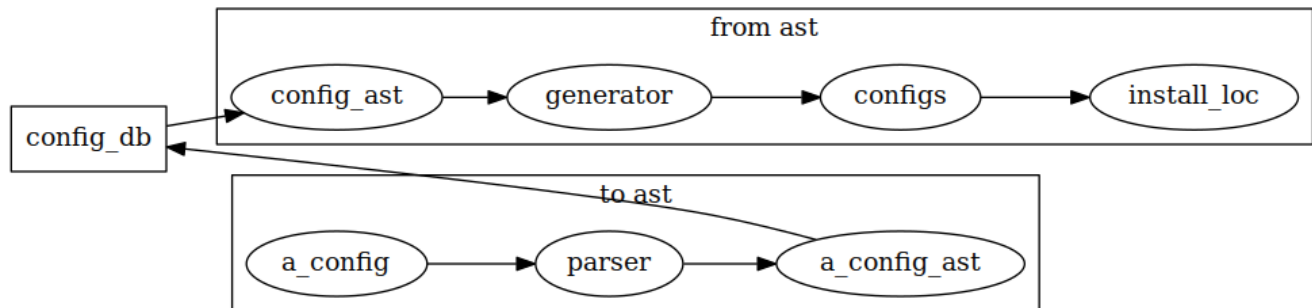 from ast
config_ast
generator
configs
install_loc
config_db
to ast
a_config
parser
a_config_ast